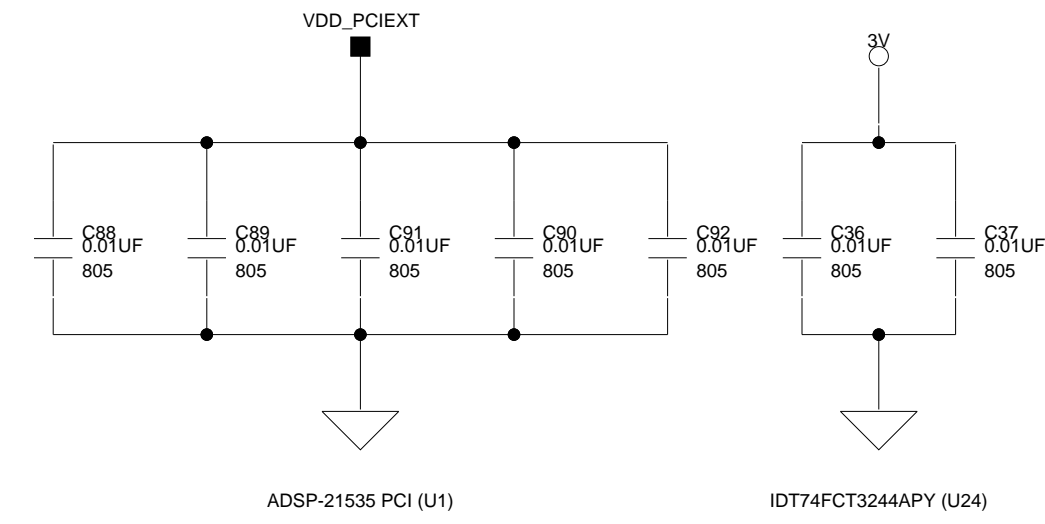 VDD_PCIEXT
3V
C88
0.01UF
805
C89
0.01UF
805
C91
0.01UF
805
C90
0.01UF
805
C92
0.01UF
805
C36
0.01UF
805
C37
0.01UF
805
ADSP-21535 PCI (U1)
IDT74FCT3244APY (U24)